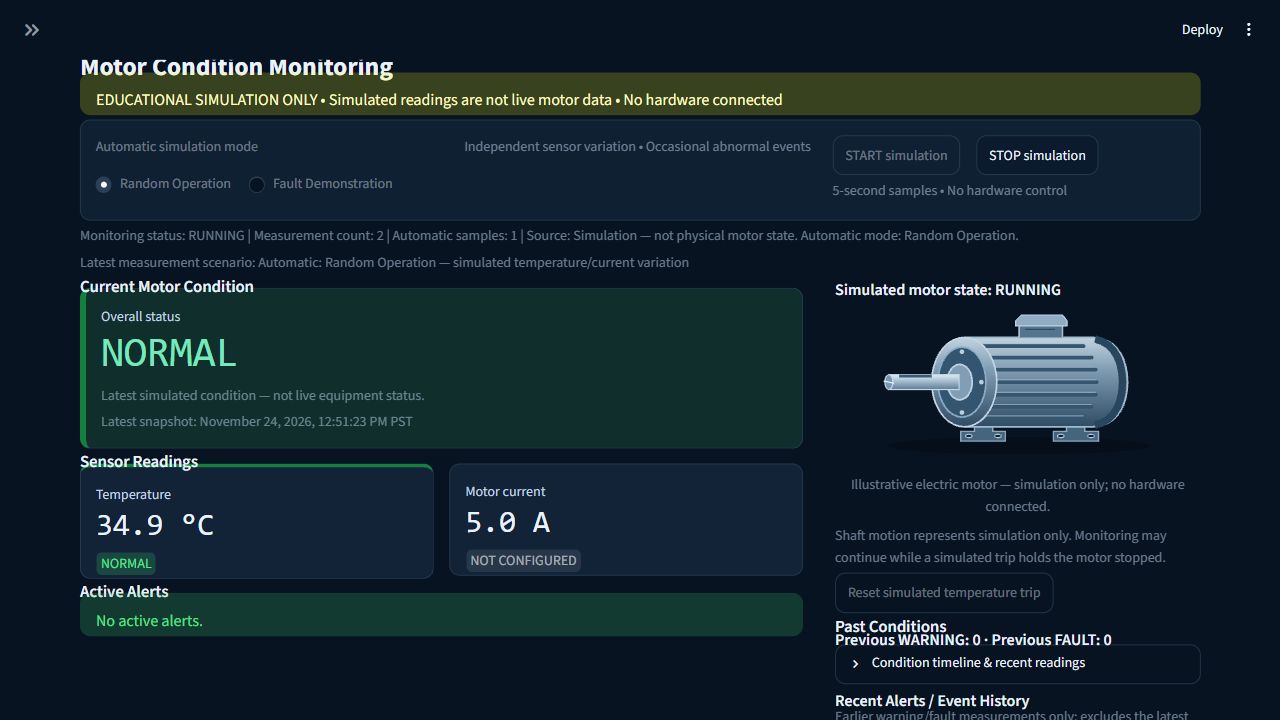 Deploy
Motor Condition Monitoring
EDUCATIONAL SIMULATION ONLY • Simulated readings are not live motor data • No hardware connected
Automatic simulation mode
Random Operation
Fault Demonstration
Independent sensor variation • Occasional abnormal events
START simulation
STOP simulation
5-second samples • No hardware control
Monitoring status: RUNNING | Measurement count: 2 | Automatic samples: 1 | Source: Simulation — not physical motor state. Automatic mode: Random Operation.
Latest measurement scenario: Automatic: Random Operation — simulated temperature/current variation
Current Motor Condition
Overall status
NORMAL
Latest simulated condition — not live equipment status.
Latest snapshot: November 24, 2026, 12:51:23 PM PST
Sensor Readings
Temperature
34.9 °C
NORMAL
Motor current
5.0 A
NOT CONFIGURED
Active Alerts
No active alerts.
Simulated motor state: RUNNING
Illustrative electric motor — simulation only; no hardware
connected.
Shaft motion represents simulation only. Monitoring may
continue while a simulated trip holds the motor stopped.
Reset simulated temperature trip
Past Conditions
Previous WARNING: 0 · Previous FAULT: 0
Condition timeline & recent readings
Recent Alerts / Event History
Earlier warning/fault measurements only; excludes the latest